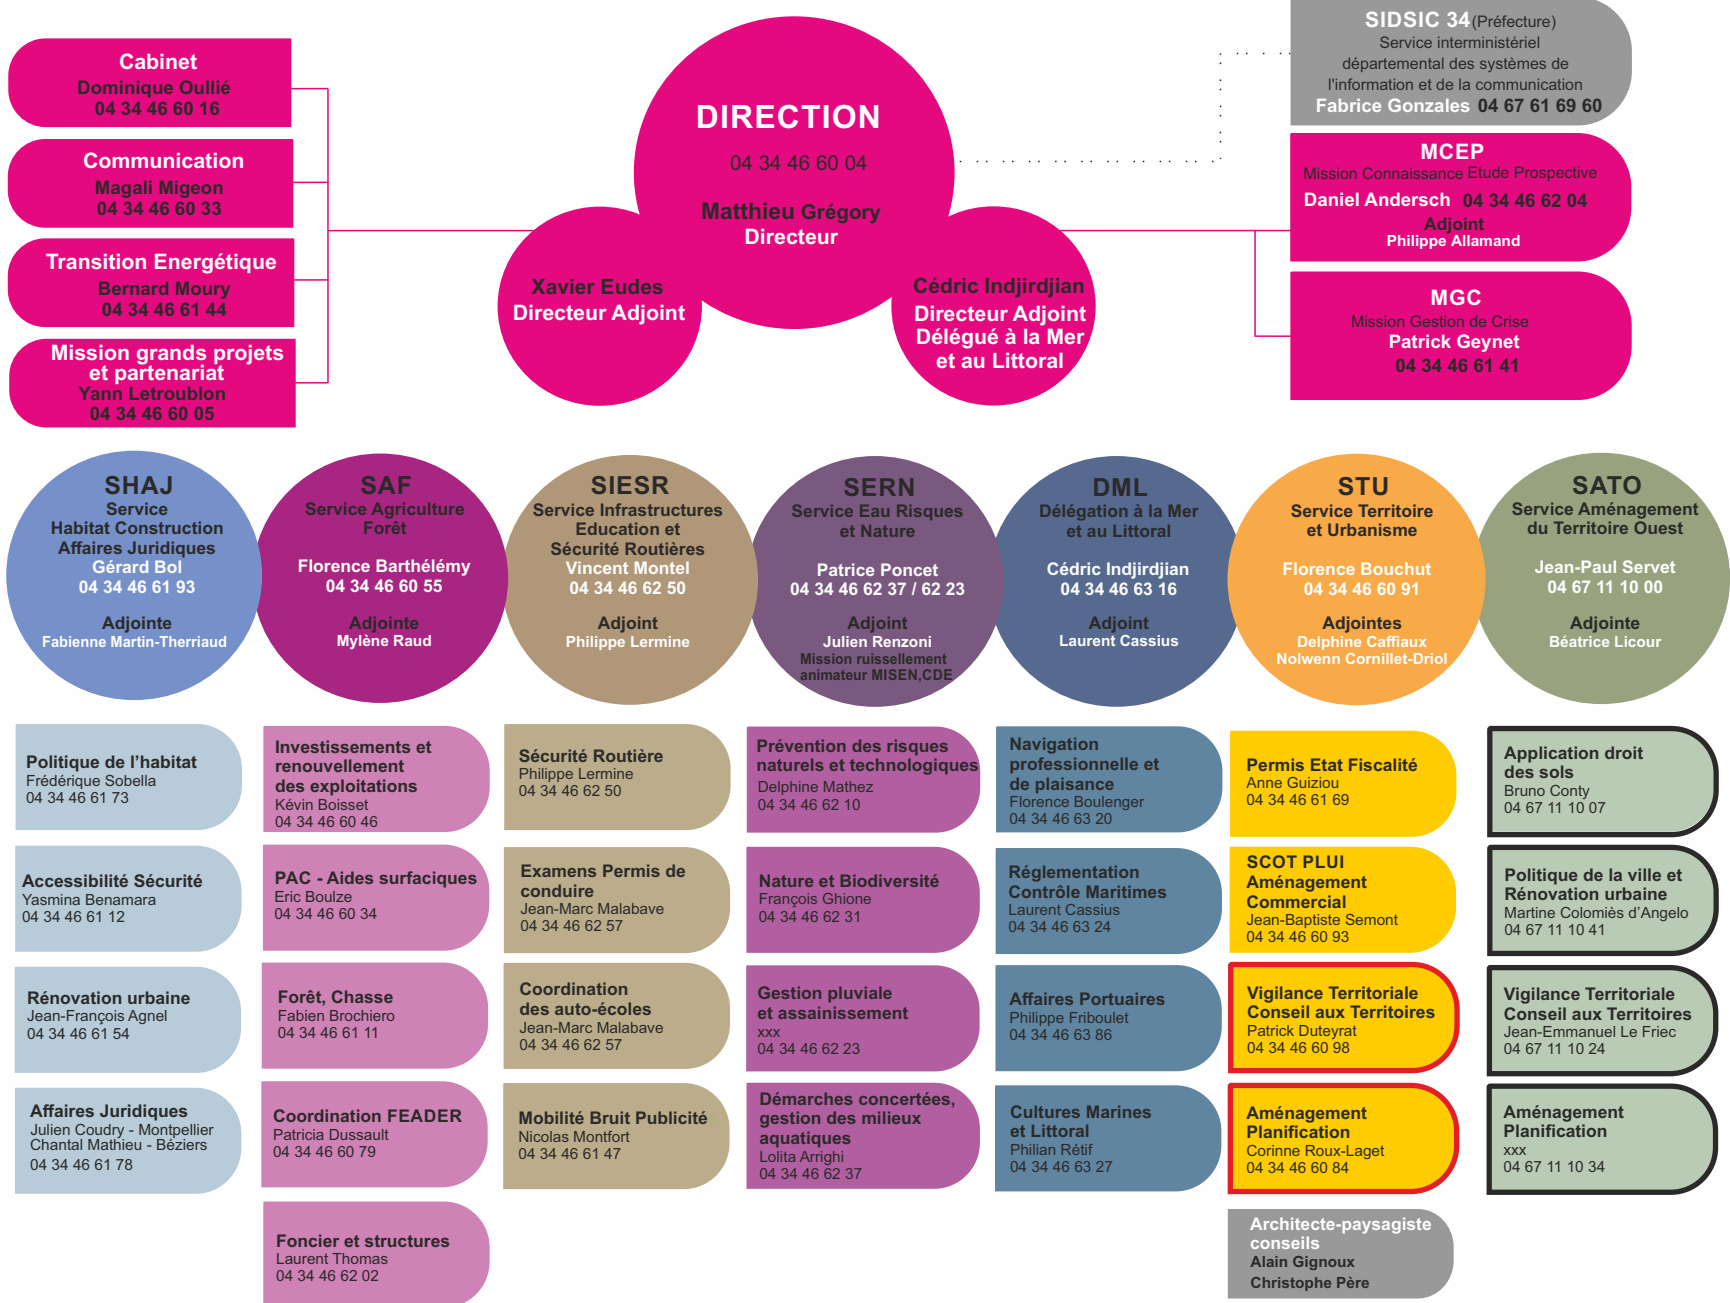 Cabinet
Dominique Oullié
04 34 46 60 16
Communication
Magali Migeon
04 34 46 60 33
Transition Energétique
Bernard Moury
04 34 46 61 44
Mission grands projets
et partenariat
Yann Letroublon
04 34 46 60 05
DIRECTION
04 34 46 60 04
Matthieu Grégory
Directeur
Xavier Eudes
Directeur Adjoint
Cédric Indjirdjian
Directeur Adjoint
Délégué à la Mer
et au Littoral
SIDSIC 34 (Préfecture)
Service interministériel
départemental des systèmes de
l'information et de la communication
Fabrice Gonzales 04 67 61 69 60
MCEP
Mission Connaissance Etude Prospective
Daniel Andersch 04 34 46 62 04
Adjoint
Philippe Allamand
MGC
Mission Gestion de Crise
Patrick Geynet
04 34 46 61 41
SHAJ
Service
Habitat Construction
Affaires Juridiques
Gérard Bol
04 34 46 61 93
Adjointe
Fabienne Martin-Therriaud
SAF
Service Agriculture
Forêt
Florence Barthélémy
04 34 46 60 55
Adjointe
Mylène Raud
SIESR
Service Infrastructures
Education et
Sécurité Routières
Vincent Montel
04 34 46 62 50
Adjoint
Philippe Lermine
SERN
Service Eau Risques
et Nature
Patrice Poncet
04 34 46 62 37 / 62 23
Adjoint
Julien Renzoni
Mission ruissellement
animateur MISEN,CDE
DML
Délégation à la Mer
et au Littoral
Cédric Indjirdjian
04 34 46 63 16
Adjoint
Laurent Cassius
STU
Service Territoire
et Urbanisme
Florence Bouchut
04 34 46 60 91
Adjointes
Delphine Caffiaux
Nolwenn Cornillet-Driol
SATO
Service Aménagement
du Territoire Ouest
Jean-Paul Servet
04 67 11 10 00
Adjointe
Béatrice Licour
Politique de l'habitat
Frédérique Sobella
04 34 46 61 73
Accessibilité Sécurité
Yasmina Benamara
04 34 46 61 12
Rénovation urbaine
Jean-François Agnel
04 34 46 61 54
Affaires Juridiques
Julien Coudry - Montpellier
Chantal Mathieu - Béziers
04 34 46 61 78
Investissements et
renouvellement
des exploitations
Kévin Boisset
04 34 46 60 46
PAC - Aides surfaciques
Eric Boulze
04 34 46 60 34
Forêt, Chasse
Fabien Brochiero
04 34 46 61 11
Coordination FEADER
Patricia Dussault
04 34 46 60 79
Foncier et structures
Laurent Thomas
04 34 46 62 02
Sécurité Routière
Philippe Lermine
04 34 46 62 50
Examens Permis de
conduire
Jean-Marc Malabave
04 34 46 62 57
Coordination
des auto-écoles
Jean-Marc Malabave
04 34 46 62 57
Mobilité Bruit Publicité
Nicolas Montfort
04 34 46 61 47
Prévention des risques
naturels et technologiques
Delphine Mathez
04 34 46 62 10
Nature et Biodiversité
François Ghione
04 34 46 62 31
Gestion pluviale
et assainissement
xxx
04 34 46 62 23
Démarches concertées,
gestion des milieux
aquatiques
Lolita Arrighi
04 34 46 62 37
Navigation
professionnelle et
de plaisance
Florence Boulenger
04 34 46 63 20
Réglementation
Contrôle Maritimes
Laurent Cassius
04 34 46 63 24
Affaires Portuaires
Philippe Friboulet
04 34 46 63 86
Cultures Marines
et Littoral
Philian Rétif
04 34 46 63 27
Permis Etat Fiscalité
Anne Guiziou
04 34 46 61 69
SCOT PLUI
Aménagement
Commercial
Jean-Baptiste Semont
04 34 46 60 93
Vigilance Territoriale
Conseil aux Territoires
Patrick Duteyrat
04 34 46 60 98
Aménagement
Planification
Corinne Roux-Laget
04 34 46 60 84
Architecte-paysagiste
conseils
Alain Gignoux
Christophe Père
Application droit
des sols
Bruno Conty
04 67 11 10 07
Politique de la ville et
Rénovation urbaine
Martine Colomiès d'Angelo
04 67 11 10 41
Vigilance Territoriale
Conseil aux Territoires
Jean-Emmanuel Le Friec
04 67 11 10 24
Aménagement
Planification
xxx
04 67 11 10 34